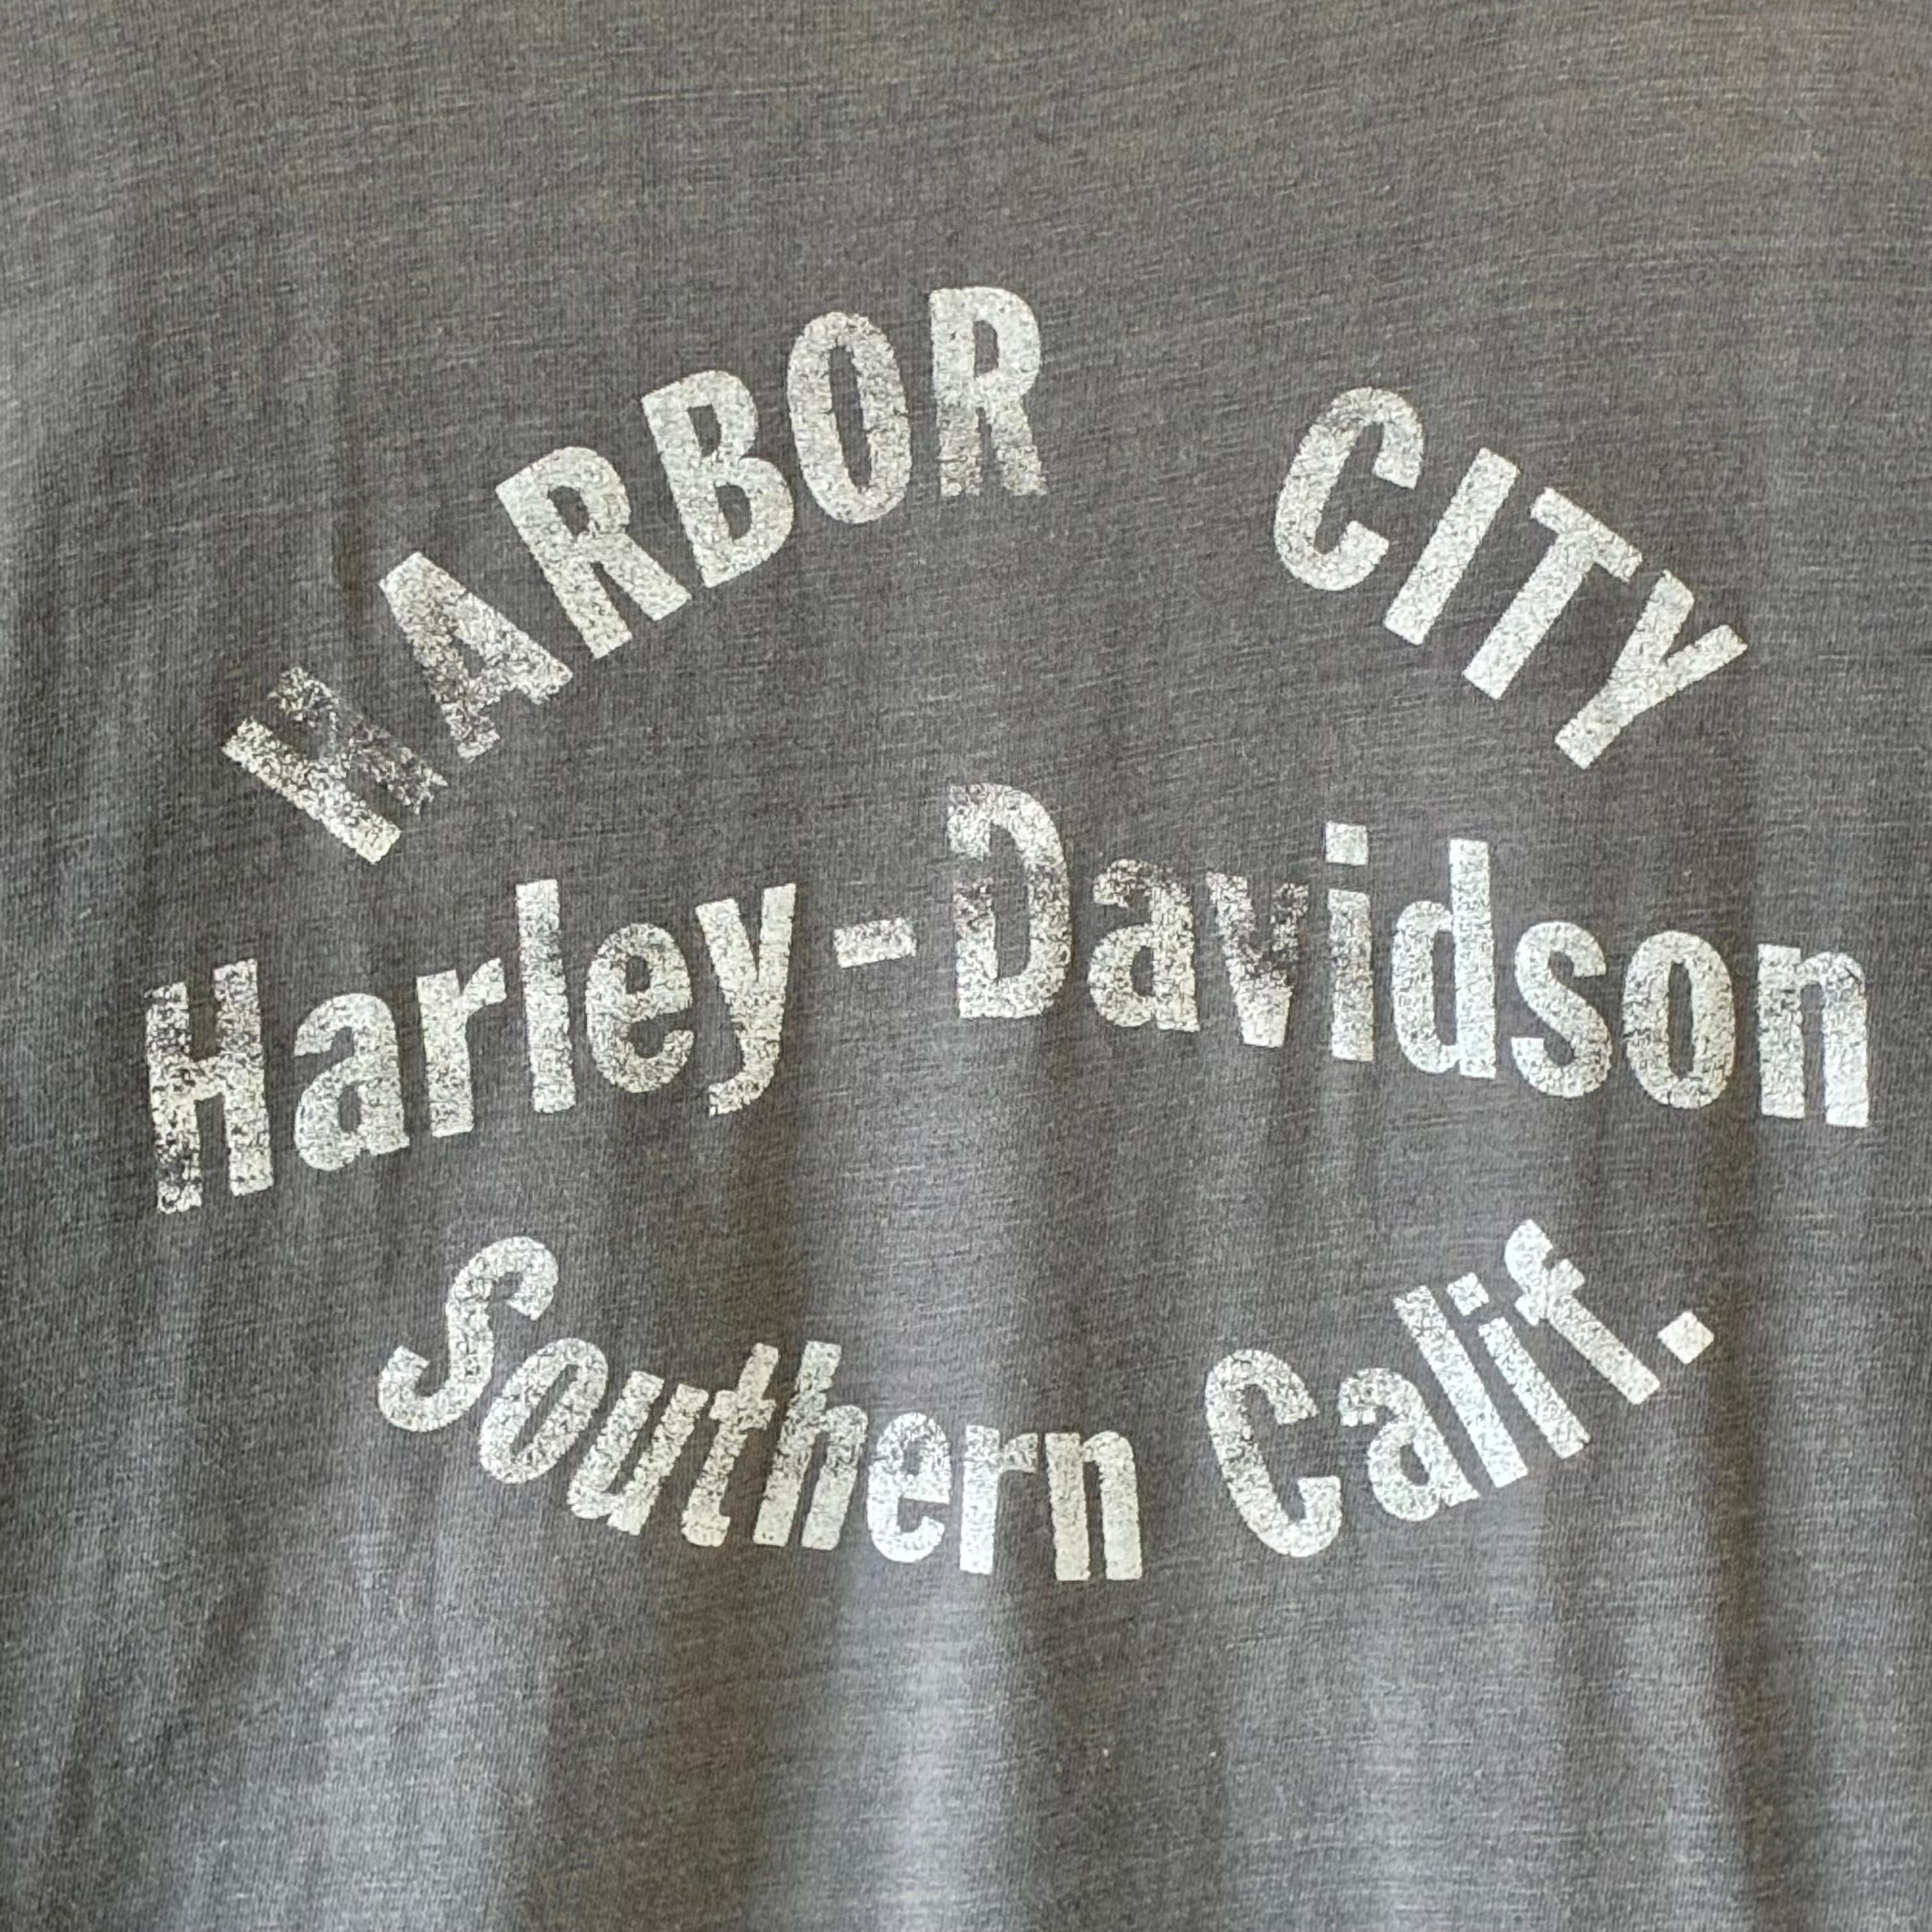 HARBOR CITY
Harley-Davidson
Southern Calif.